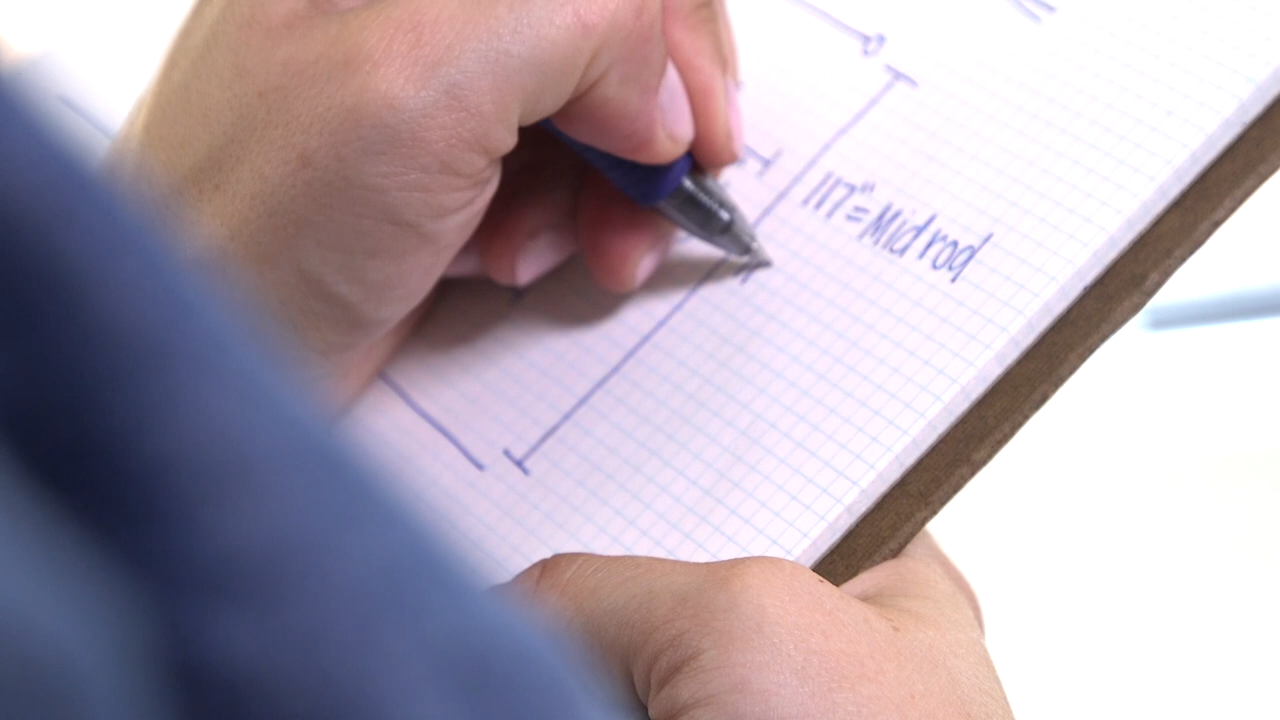 117" = Mid rod